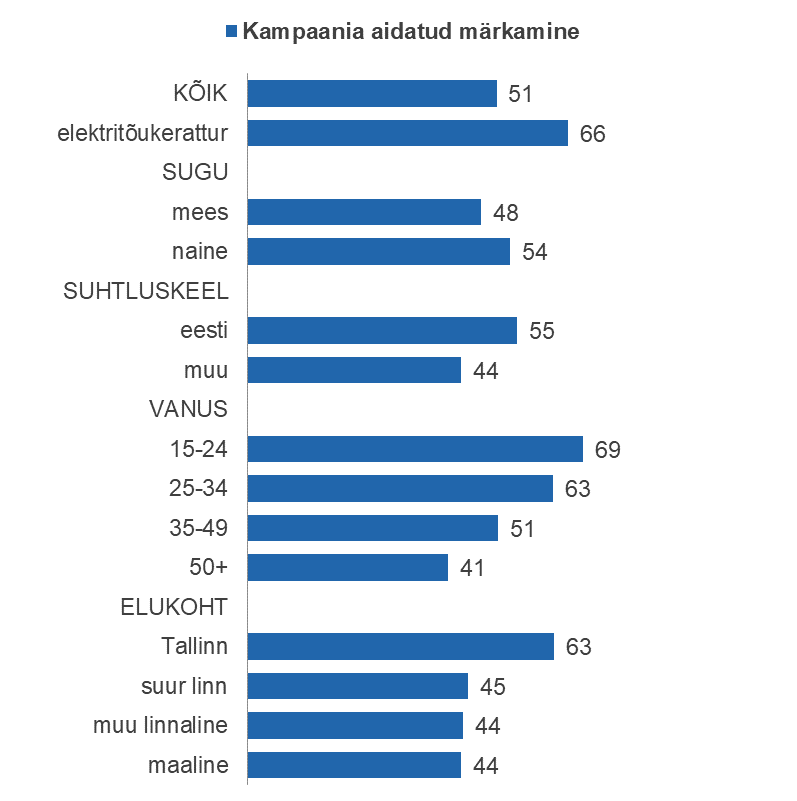 Kampaania aidatud märkamine
KÕIK 51
elektritõukerattur 66
SUGU
mees 48
naine 54
SUHTLUSKEEL
eesti 55
muu 44
VANUS
15-24 69
25-34 63
35-49 51
50+ 41
ELUKOHT
Tallinn 63
suur linn 45
muu linnaline 44
maaline 44